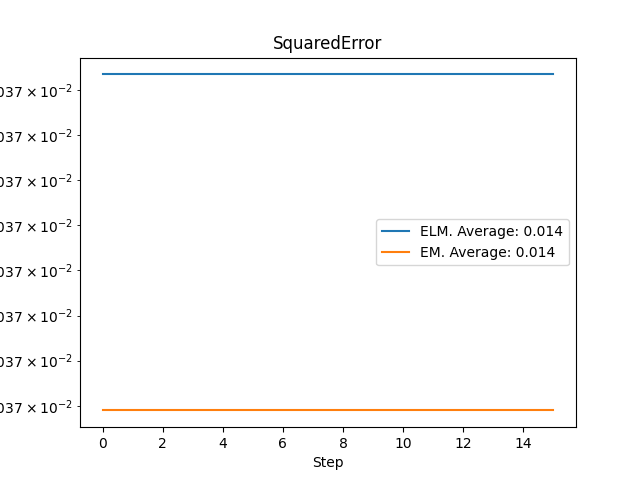 SquaredError
037 × 10⁻²
037 × 10⁻²
037 × 10⁻²
037 × 10⁻²
037 × 10⁻²
037 × 10⁻²
037 × 10⁻²
037 × 10⁻²
ELM. Average: 0.014
EM. Average: 0.014
0 2 4 6 8 10 12 14
Step